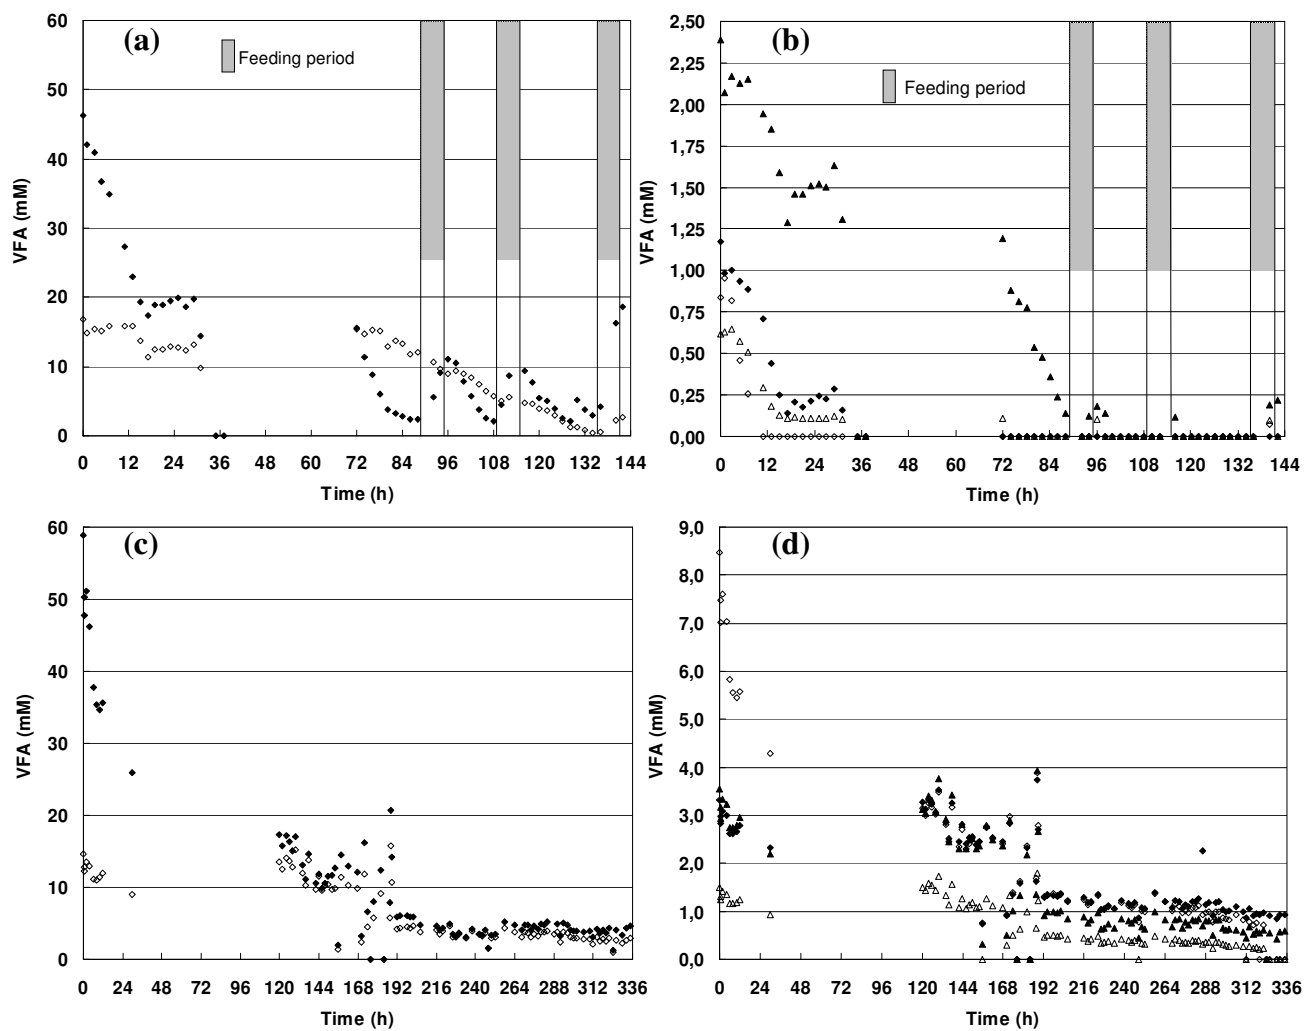 (a)
Feeding period
VFA (mM)
60
50
40
30
20
10
0
0 12 24 36 48 60 72 84 96 108 120 132 144
Time (h)
(b)
Feeding period
VFA (mM)
2,50
2,25
2,00
1,75
1,50
1,25
1,00
0,75
0,50
0,25
0,00
0 12 24 36 48 60 72 84 96 108 120 132 144
Time (h)
(c)
VFA (mM)
60
50
40
30
20
10
0
0 24 48 72 96 120 144 168 192 216 240 264 288 312 336
Time (h)
(d)
VFA (mM)
9,0
8,0
7,0
6,0
5,0
4,0
3,0
2,0
1,0
0,0
0 24 48 72 96 120 144 168 192 216 240 264 288 312 336
Time (h)